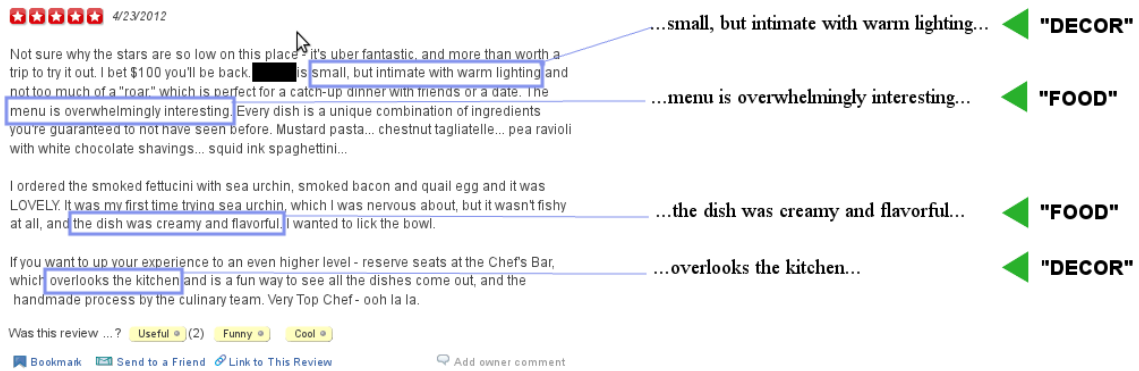 4/23/2012
...small, but intimate with warm lighting... "DECOR"
Not sure why the stars are so low on this place - it's uber fantastic, and more than worth a
trip to try it out. I bet $100 you'll be back. is small, but intimate with warm lighting and
not too much of a "roar," which is perfect for a catch-up dinner with friends or a date. The
...menu is overwhelmingly interesting... "FOOD"
menu is overwhelmingly interesting. Every dish is a unique combination of ingredients
you're guaranteed to not have seen before. Mustard pasta... chestnut tagliatelle... pea ravioli
with white chocolate shavings... squid ink spaghettini...
I ordered the smoked fettucini with sea urchin, smoked bacon and quail egg and it was
LOVELY. It was my first time trying sea urchin, which I was nervous about, but it wasn't fishy
...the dish was creamy and flavorful... "FOOD"
at all, and the dish was creamy and flavorful. I wanted to lick the bowl.
If you want to up your experience to an even higher level - reserve seats at the Chef's Bar,
...overlooks the kitchen... "DECOR"
which overlooks the kitchen and is a fun way to see all the dishes come out, and the
handmade process by the culinary team. Very Top Chef - ooh la la.
Was this review ...? Useful (2) Funny Cool
Bookmark Send to a Friend Link to This Review Add owner comment